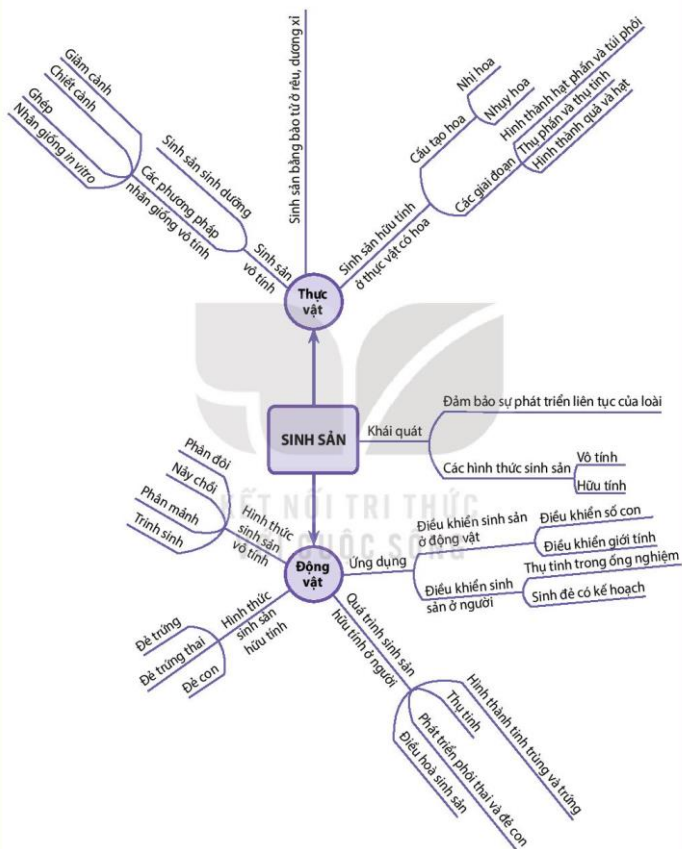 Giâm cành
Chiết cành
Ghép
Nhân giống in vitro
Các phương pháp
nhân giống vô tính
Sinh sản sinh dưỡng
Sinh sản
vô tính
Sinh sản bằng bào tử ở rêu, dương xỉ
Sinh sản hữu tính
ở thực vật có hoa
Cấu tạo hoa
Nhị hoa
Nhụy hoa
Các giai đoạn
Hình thành hạt phấn và túi phôi
Thụ phấn và thụ tinh
Hình thành quả và hạt
Thực
vật
SINH SẢN
Khái quát
Đảm bảo sự phát triển liên tục của loài
Các hình thức sinh sản
Vô tính
Hữu tính
KẾT NỐI TRI THỨC
VỚI CUỘC SỐNG
Phân đôi
Nảy chồi
Phân mảnh
Trinh sinh
Hình thức
sinh sản
vô tính
Động
vật
Ứng dụng
Điều khiển sinh sản
ở động vật
Điều khiển số con
Điều khiển giới tính
Điều khiển sinh
sản ở người
Thụ tinh trong ống nghiệm
Sinh đẻ có kế hoạch
Hình thức
sinh sản
hữu tính
Đẻ trứng
Đẻ trứng thai
Đẻ con
Quá trình sinh sản
hữu tính ở người
Hình thành tinh trùng và trứng
Thụ tinh
Phát triển phôi thai và đẻ con
Điều hoà sinh sản